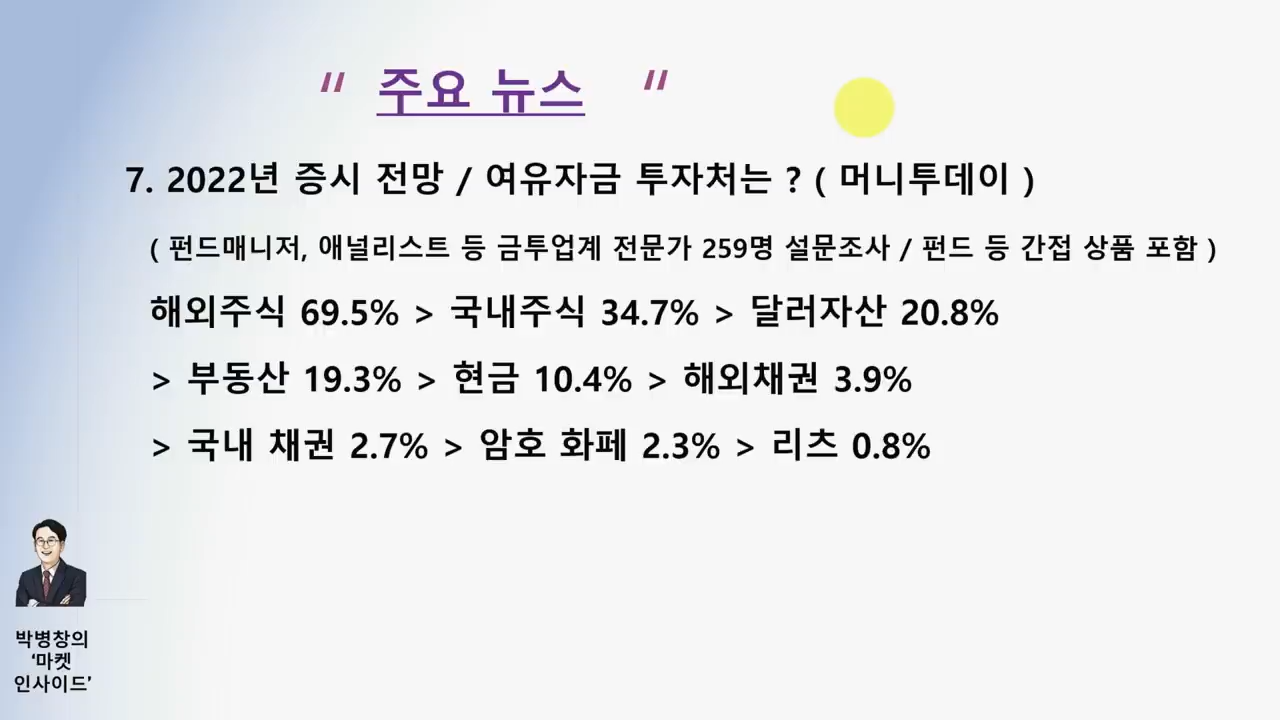 " 주요 뉴스 "
7. 2022년 증시 전망 / 여유자금 투자처는 ? ( 머니투데이 )
( 펀드매니저, 애널리스트 등 금투업계 전문가 259명 설문조사 / 펀드 등 간접 상품 포함 )
해외주식 69.5% > 국내주식 34.7% > 달러자산 20.8%
> 부동산 19.3% > 현금 10.4% > 해외채권 3.9%
> 국내 채권 2.7% > 암호 화페 2.3% > 리츠 0.8%
박병창의
‘마켓
인사이드’